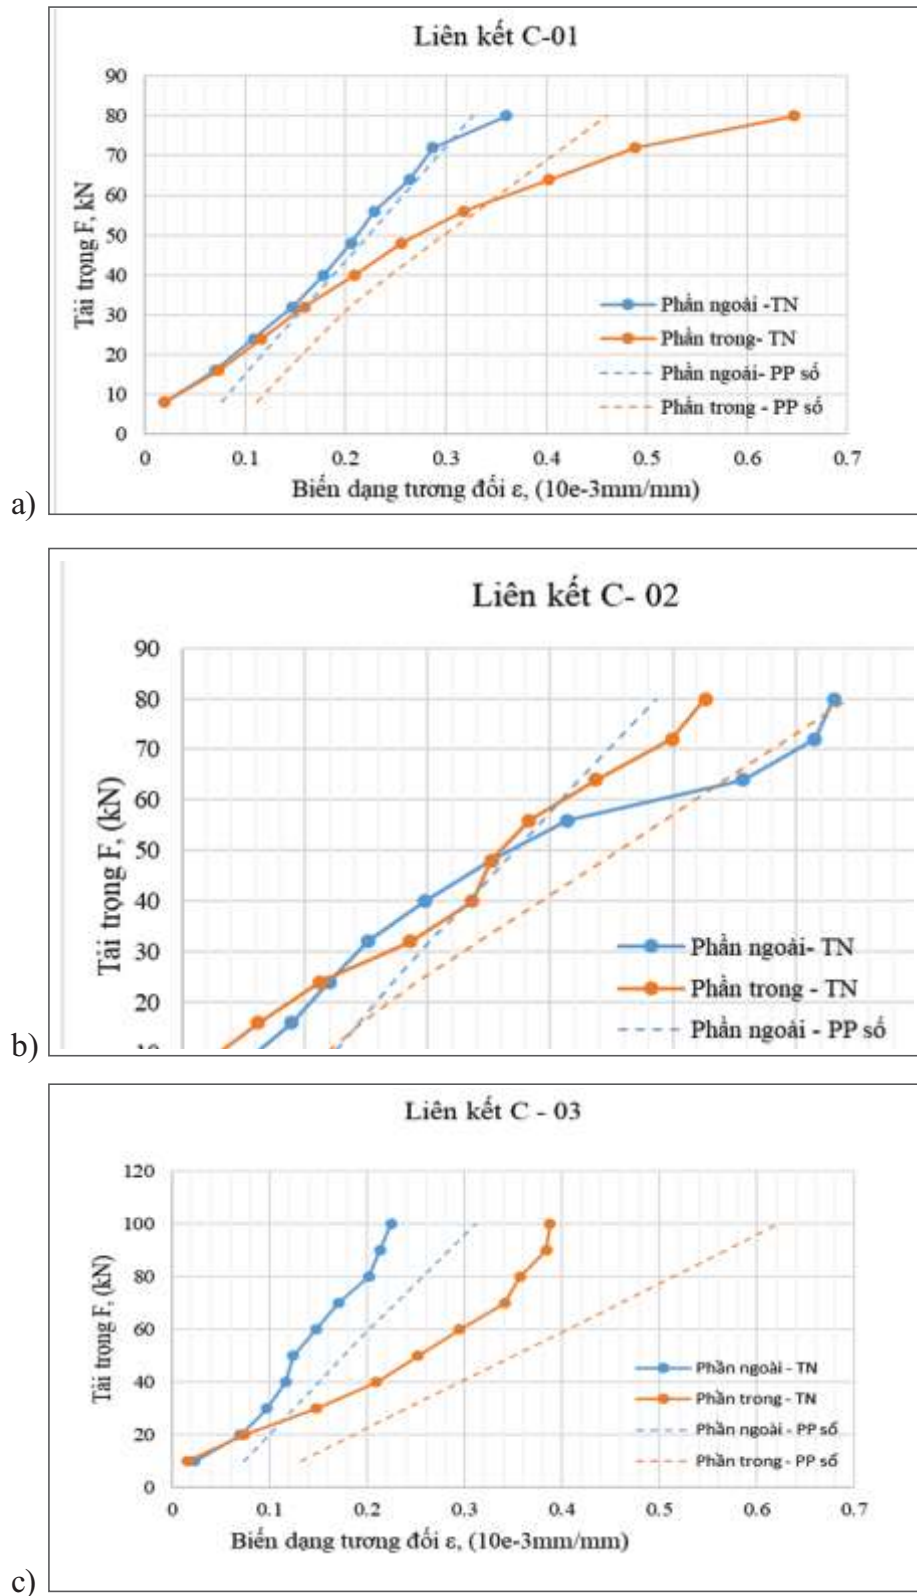 Liên kết C-01
90
80
70
60
50
40
30
20
10
0
Tải trọng F, kN
Phần ngoài -TN
Phần trong- TN
Phần ngoài- PP số
Phần trong - PP số
0 0.1 0.2 0.3 0.4 0.5 0.6 0.7
Biến dạng tương đối ε, (10e-3mm/mm)
a)
Liên kết C- 02
90
80
70
60
50
40
30
20
Tải trọng F, (kN)
Phần ngoài- TN
Phần trong - TN
Phần ngoài - PP số
b)
Liên kết C - 03
120
100
80
60
40
20
0
Tải trọng F, (kN)
Phần ngoài - TN
Phần trong - TN
Phần ngoài - PP số
Phần trong - PP số
0 0.1 0.2 0.3 0.4 0.5 0.6 0.7
Biến dạng tương đối ε, (10e-3mm/mm)
c)